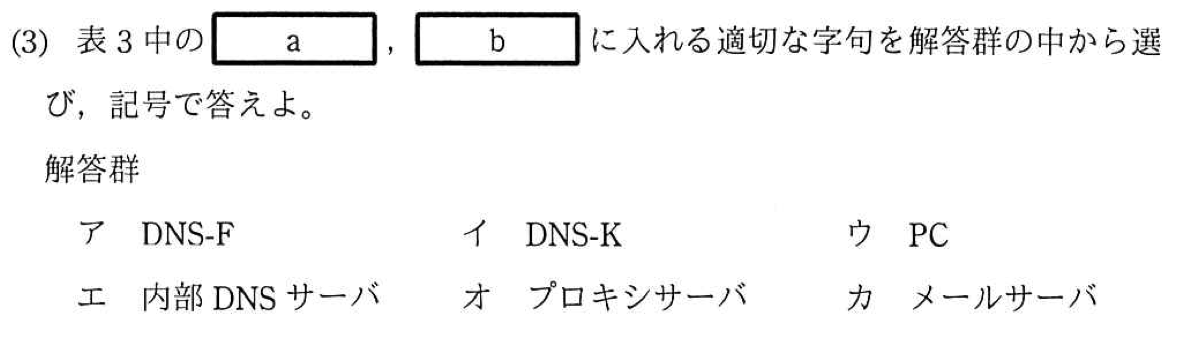 (3) 表3中の a , b に入れる適切な字句を解答群の中から選
び，記号で答えよ。
解答群
ア DNS-F イ DNS-K ウ PC
エ 内部 DNS サーバ オ プロキシサーバ カ メールサーバ